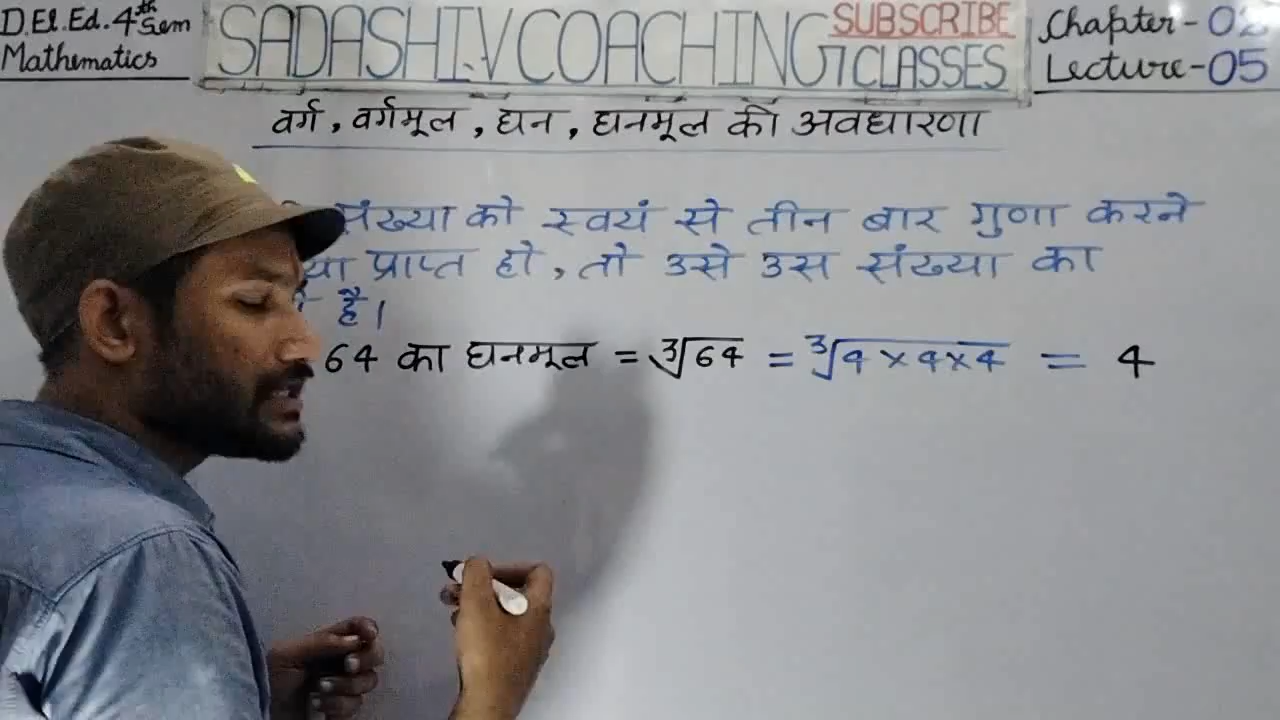 D.El.Ed. 4th Sem
Mathematics
SADASHIV COACHING
SUBSCRIBE
CLASSES
Chapter - 02
Lecture - 05
वर्ग, वर्गमूल, घन, घनमूल की अवधारणा
संख्या को स्वयं से तीन बार गुणा करने
प्राप्त हो, तो उसे उस संख्या का
है।
64 का घनमूल = ∛64 = ∛4×4×4 = 4